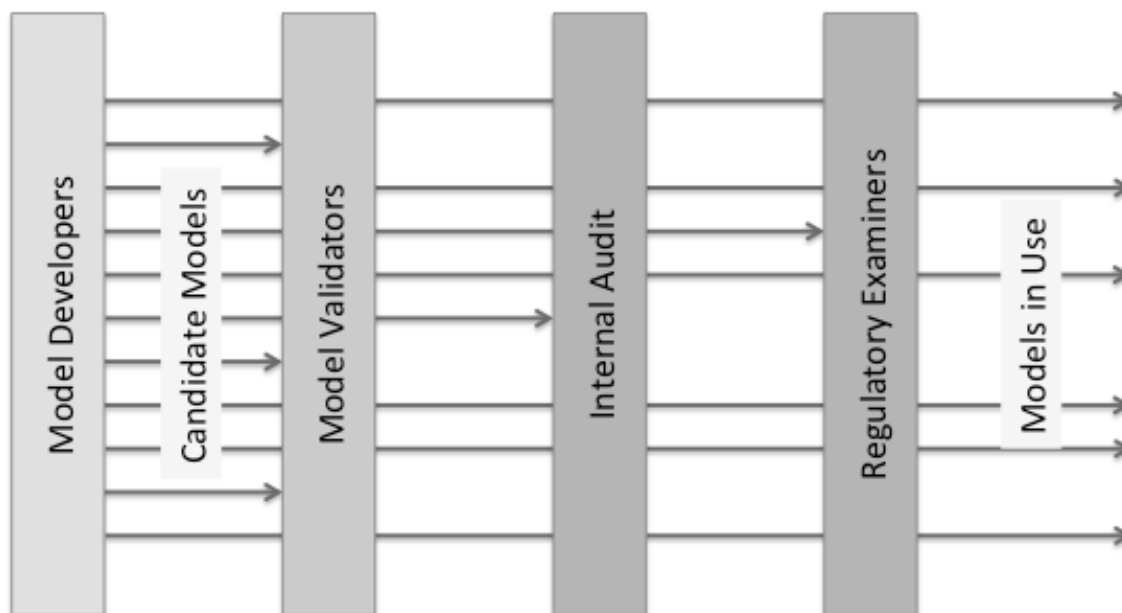 Model Developers
Candidate Models
Model Validators
Internal Audit
Regulatory Examiners
Models in Use